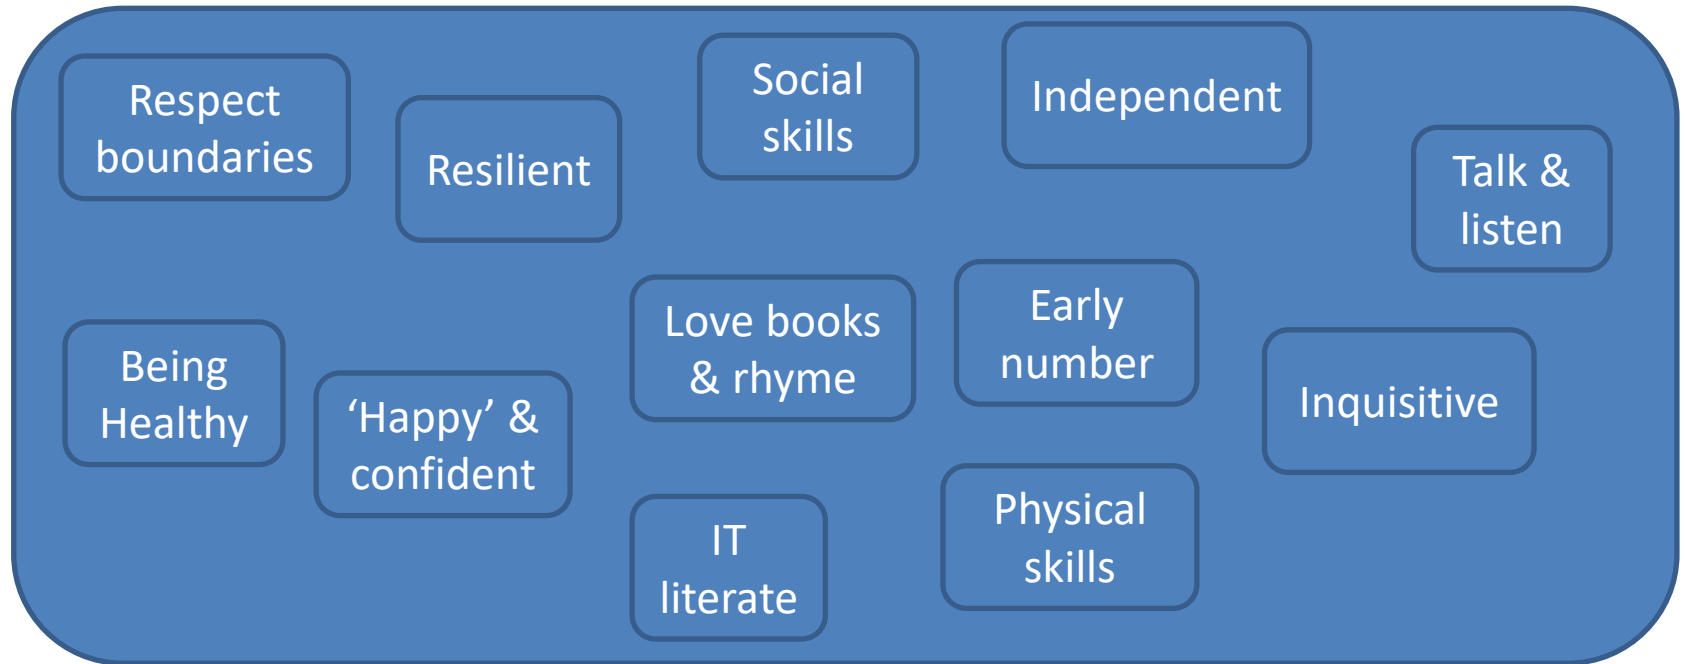 Respect
boundaries
Resilient
Social
skills
Independent
Talk &
listen
Being
Healthy
‘Happy’ &
confident
Love books
& rhyme
Early
number
Inquisitive
IT
literate
Physical
skills